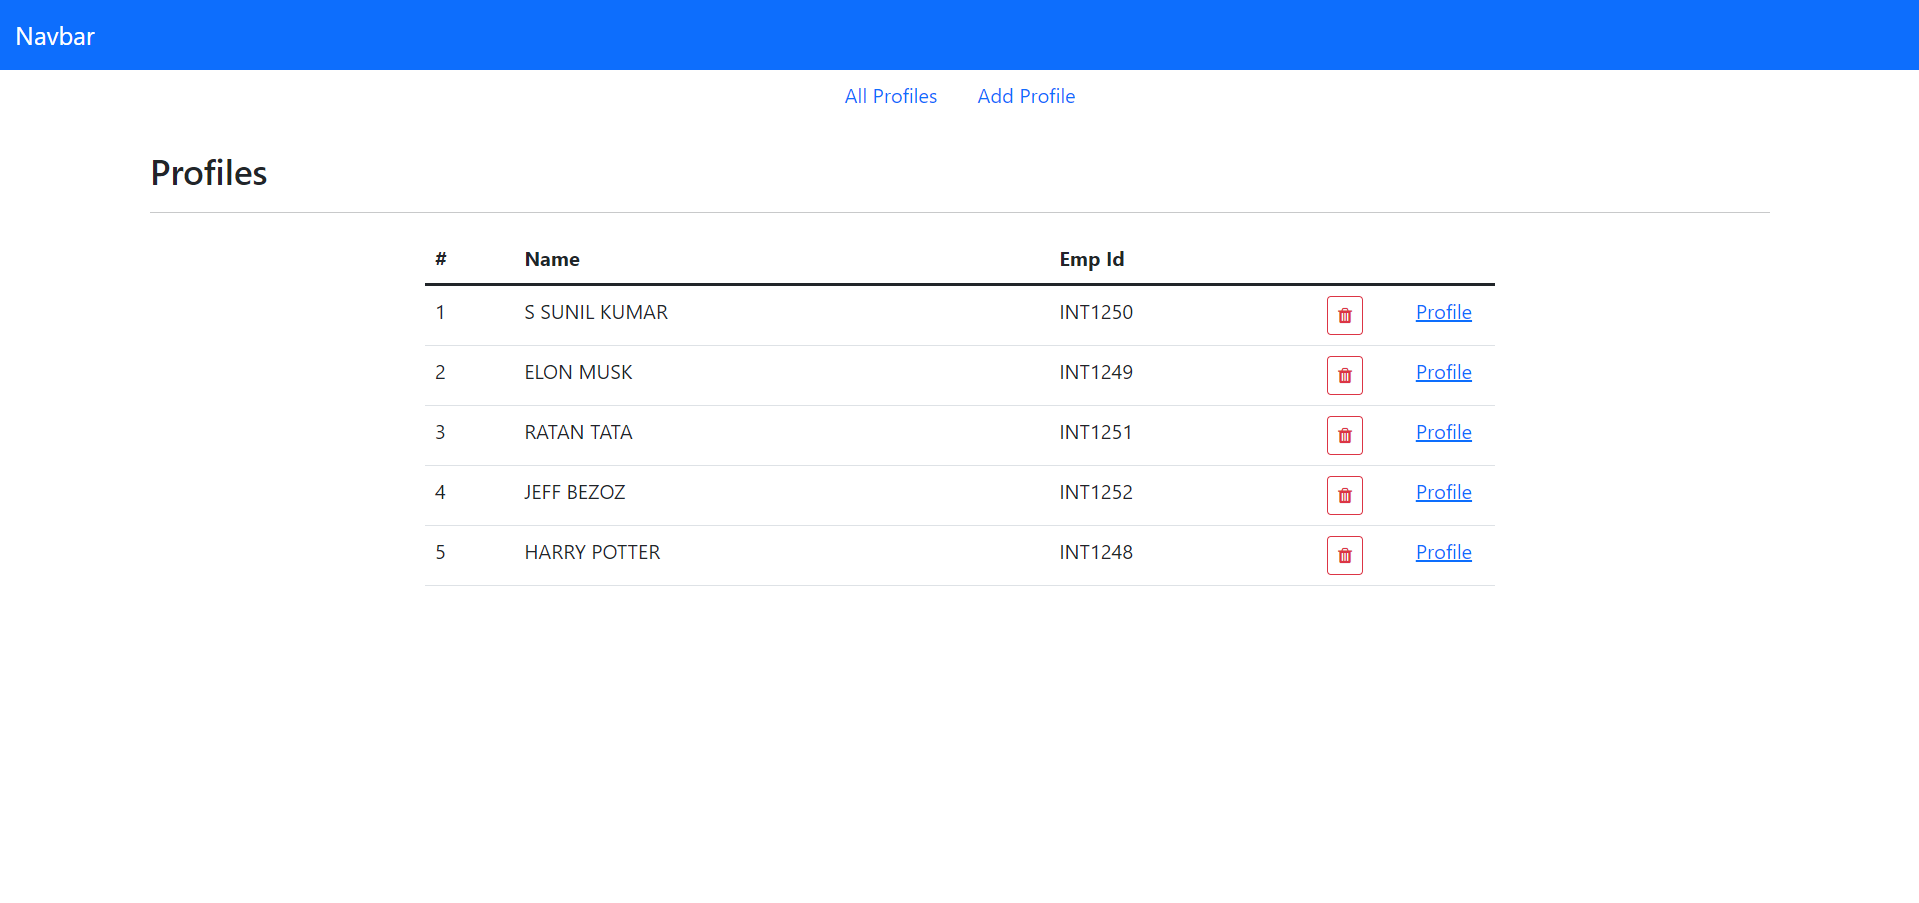 Navbar
All Profiles Add Profile
Profiles
# Name Emp Id
1 S SUNIL KUMAR INT1250 Profile
2 ELON MUSK INT1249 Profile
3 RATAN TATA INT1251 Profile
4 JEFF BEZOZ INT1252 Profile
5 HARRY POTTER INT1248 Profile